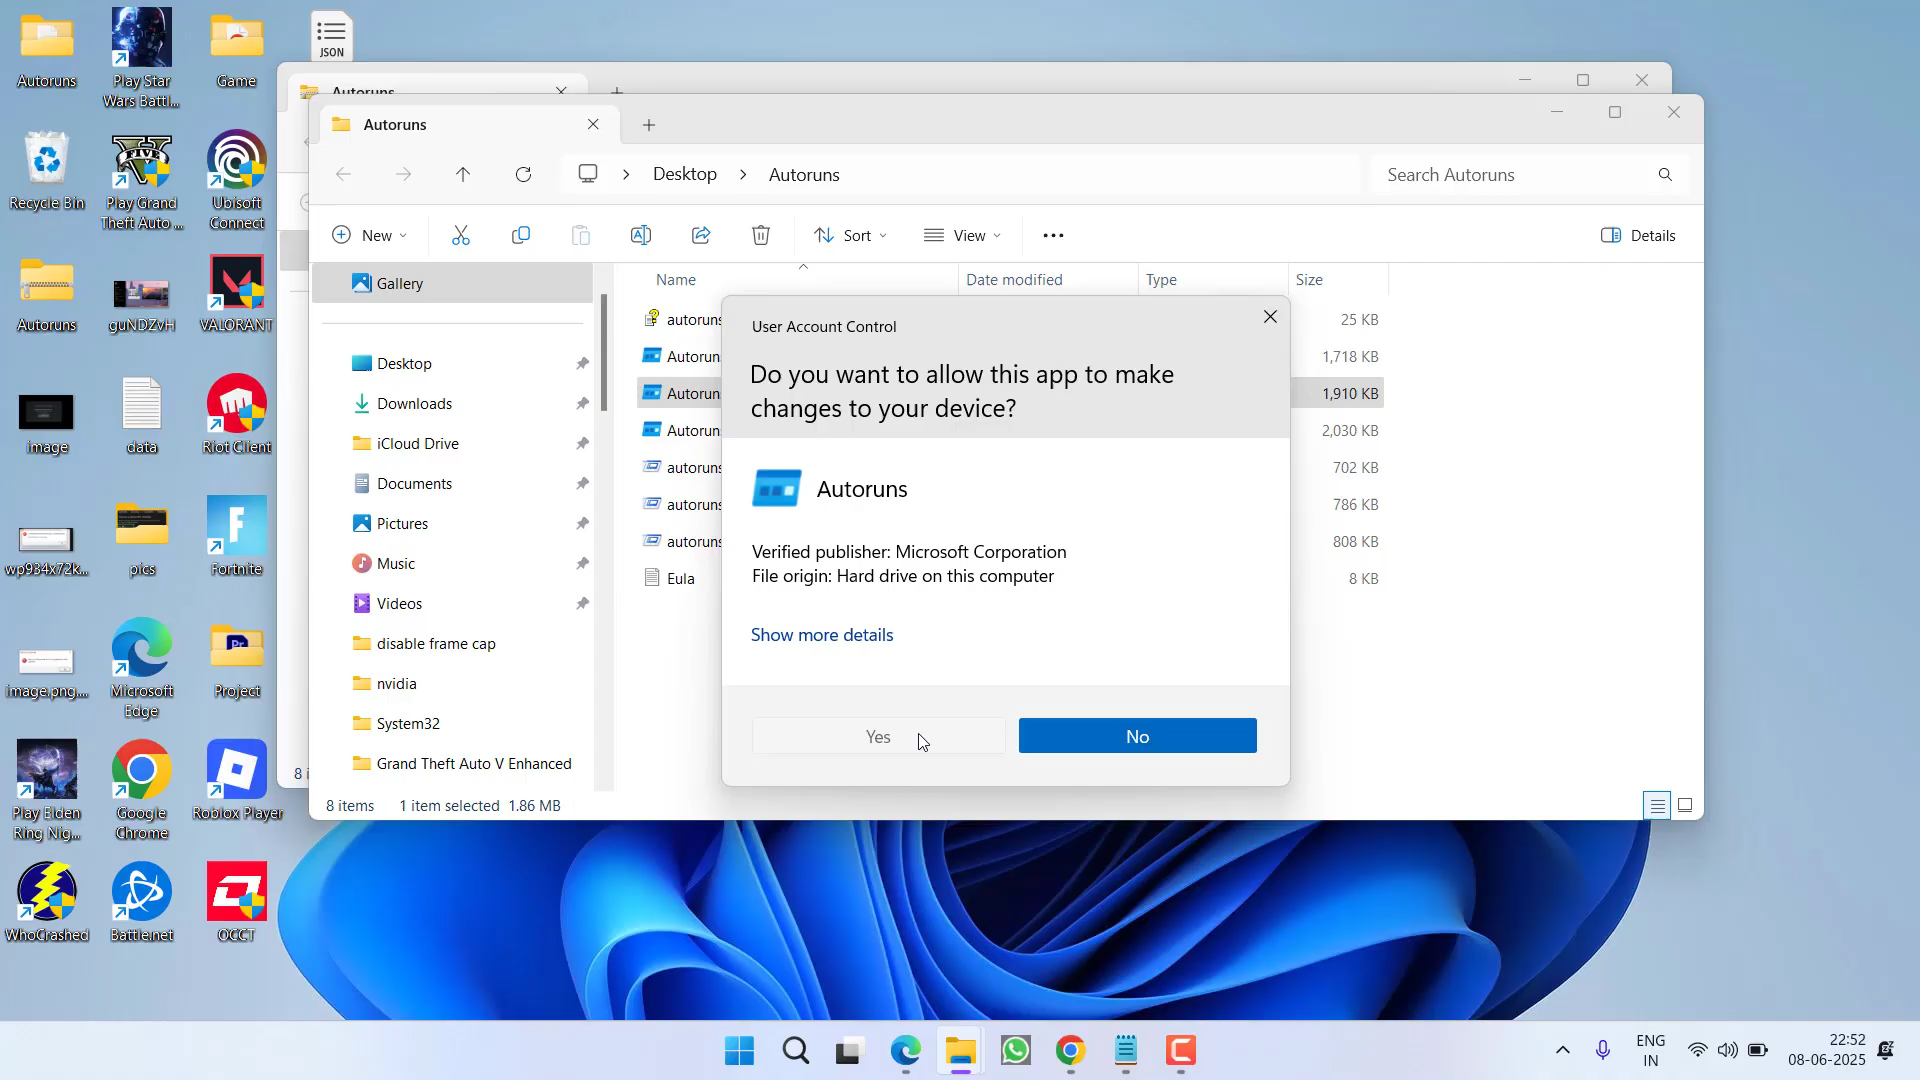 Autoruns
Play Star
Wars Battl...
Game
JSON
Recycle Bin
Play Grand
Theft Auto ...
Ubisoft
Connect
Autoruns
guNDZvH
VALORANT
image
data
Riot Client
wp934x72k...
pics
Fortnite
image.png....
Microsoft
Edge
Project
Play Elden
Ring Nig...
Google
Chrome
Roblox Player
WhoCrashed
Battle.net
OCCT
Autoruns
Autoruns
Desktop
Autoruns
Search Autoruns
New
Sort
View
Details
Gallery
Desktop
Downloads
iCloud Drive
Documents
Pictures
Music
Videos
disable frame cap
nvidia
System32
Grand Theft Auto V Enhanced
Name
Date modified
Type
Size
autoruns
25 KB
Autorun
1,718 KB
Autorun
1,910 KB
Autorun
2,030 KB
autoruns
702 KB
autoruns
786 KB
autoruns
808 KB
Eula
8 KB
User Account Control
Do you want to allow this app to make
changes to your device?
Autoruns
Verified publisher: Microsoft Corporation
File origin: Hard drive on this computer
Show more details
Yes
No
8 i
8 items
1 item selected 1.86 MB
ENG
IN
22:52
08-06-2025